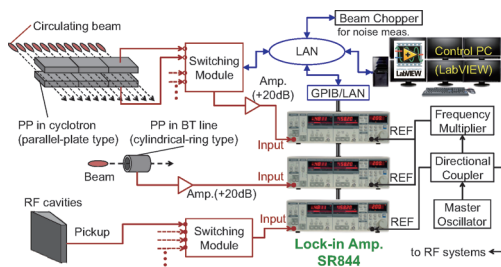 Circulating beam
Switching
Module
PP in cyclotron
(parallel-plate type)
PP in BT line
(cylindrical-ring type)
Beam
Amp.(+20dB)
RF cavities
Pickup
Switching
Module
Amp.
(+20dB)
LAN
GPIB/LAN
Beam Chopper
for noise meas.
LabVIEW
Control PC
(LabVIEW)
Input
REF
Input
REF
Input
REF
Frequency
Multiplier
Directional
Coupler
Master
Oscillator
Lock-in Amp.
SR844
to RF systems